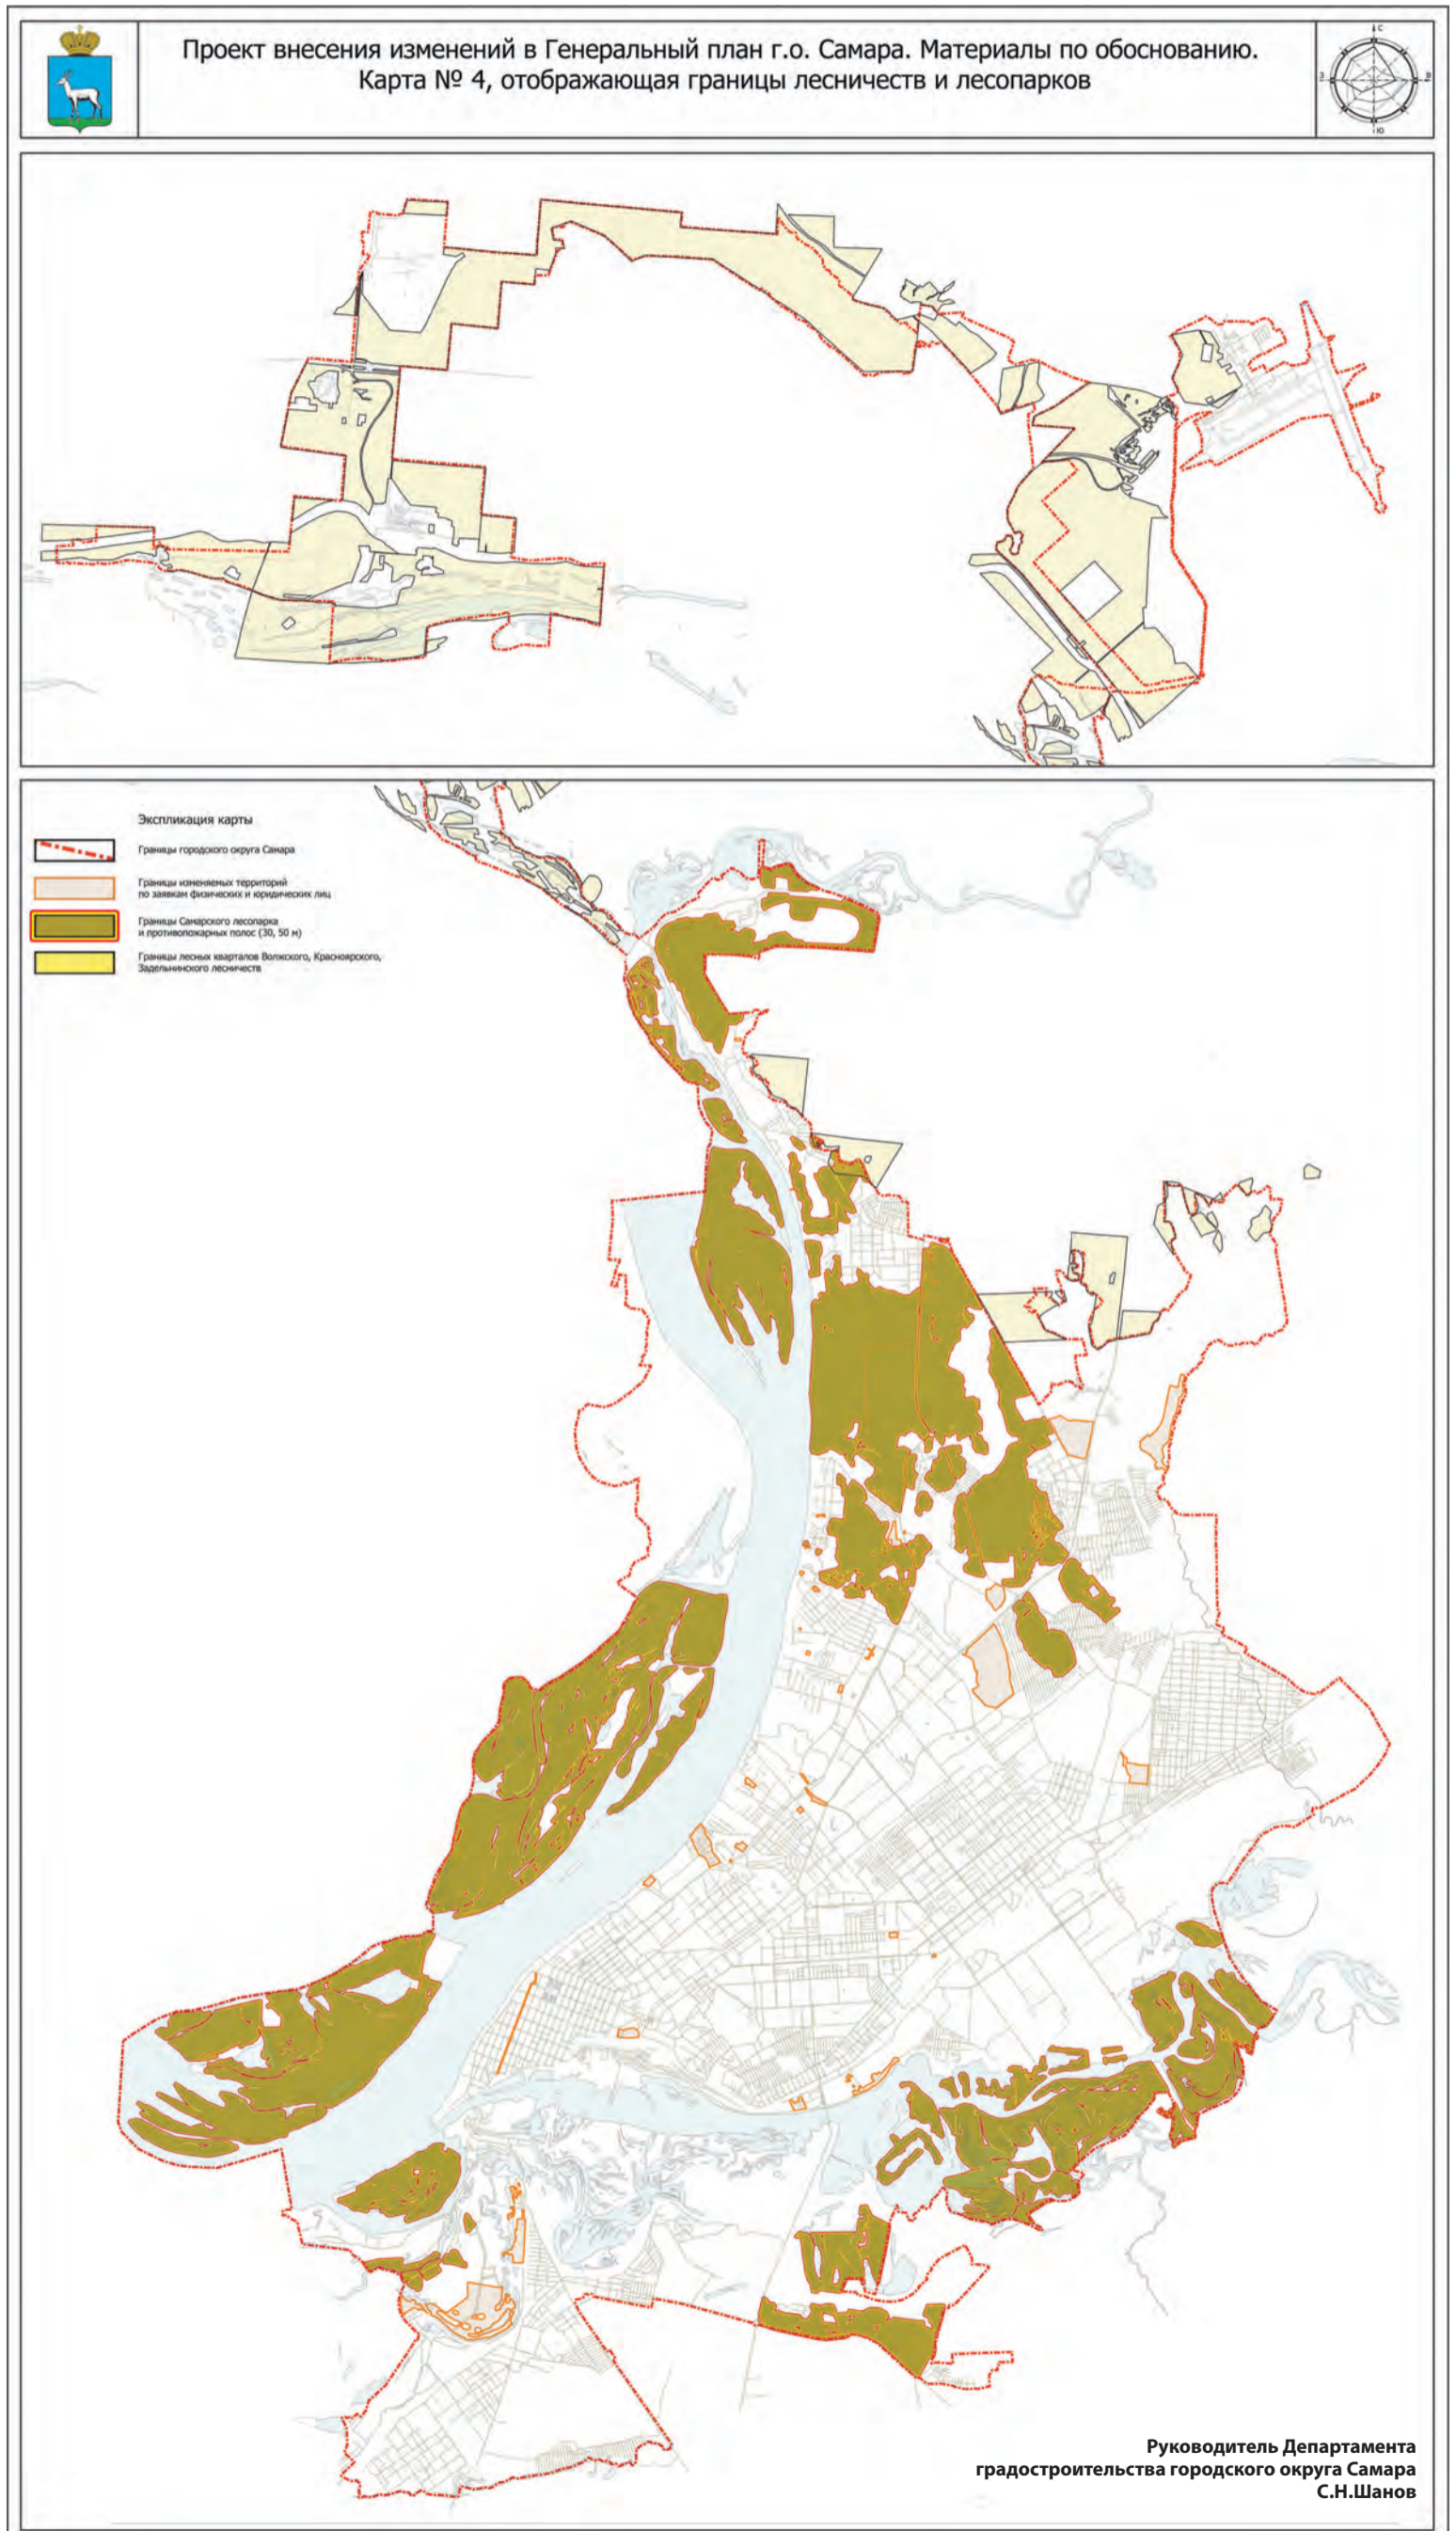 Проект внесения изменений в Генеральный план г.о. Самара. Материалы по обоснованию.
Карта № 4, отображающая границы лесничеств и лесопарков
С
З
В
Ю
Экспликация карты
Границы городского округа Самара
Границы изменяемых территорий
по заявкам физических и юридических лиц
Границы Самарского лесопарка
и противопожарных полос (30, 50 м)
Границы лесных кварталов Волжского, Красноярского,
Задельнинского лесничеств
Руководитель Департамента
градостроительства городского округа Самара
С.Н.Шанов